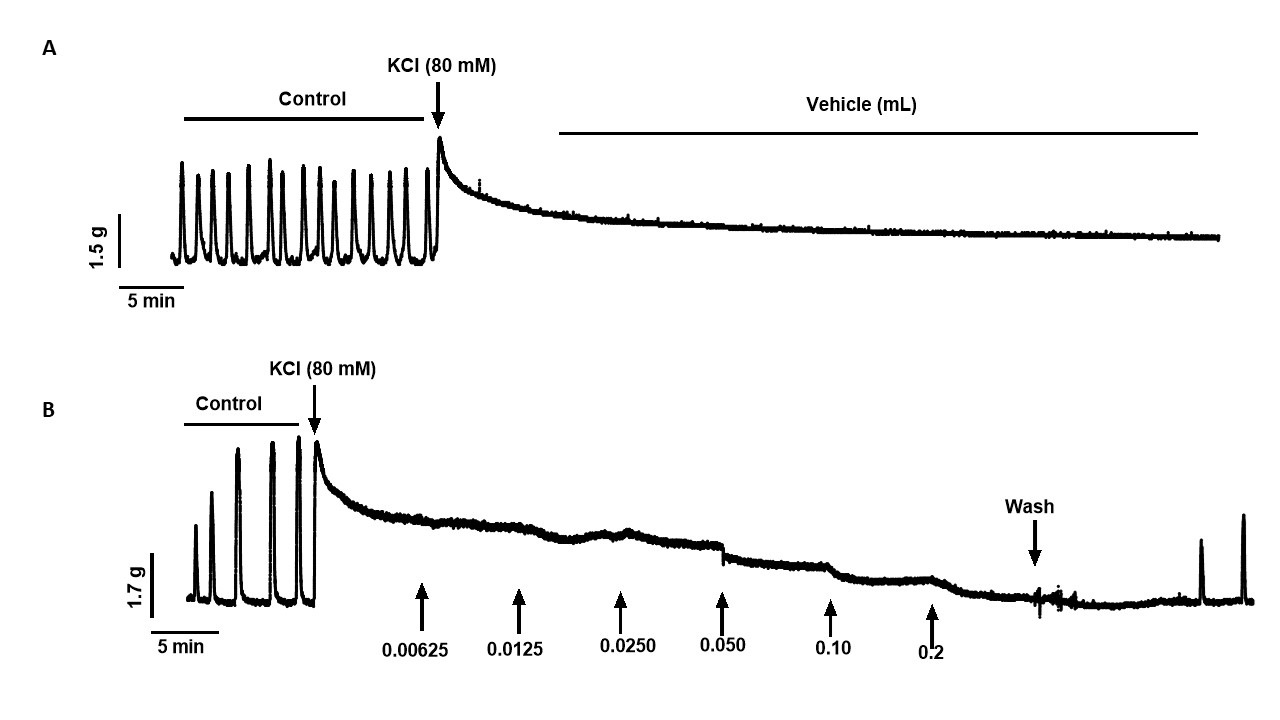 A
KCl (80 mM)
Control
Vehicle (mL)
1.5 g
5 min
KCl (80 mM)
Control
B
Wash
1.7 g
5 min
0.00625
0.0125
0.0250
0.050
0.10
0.2